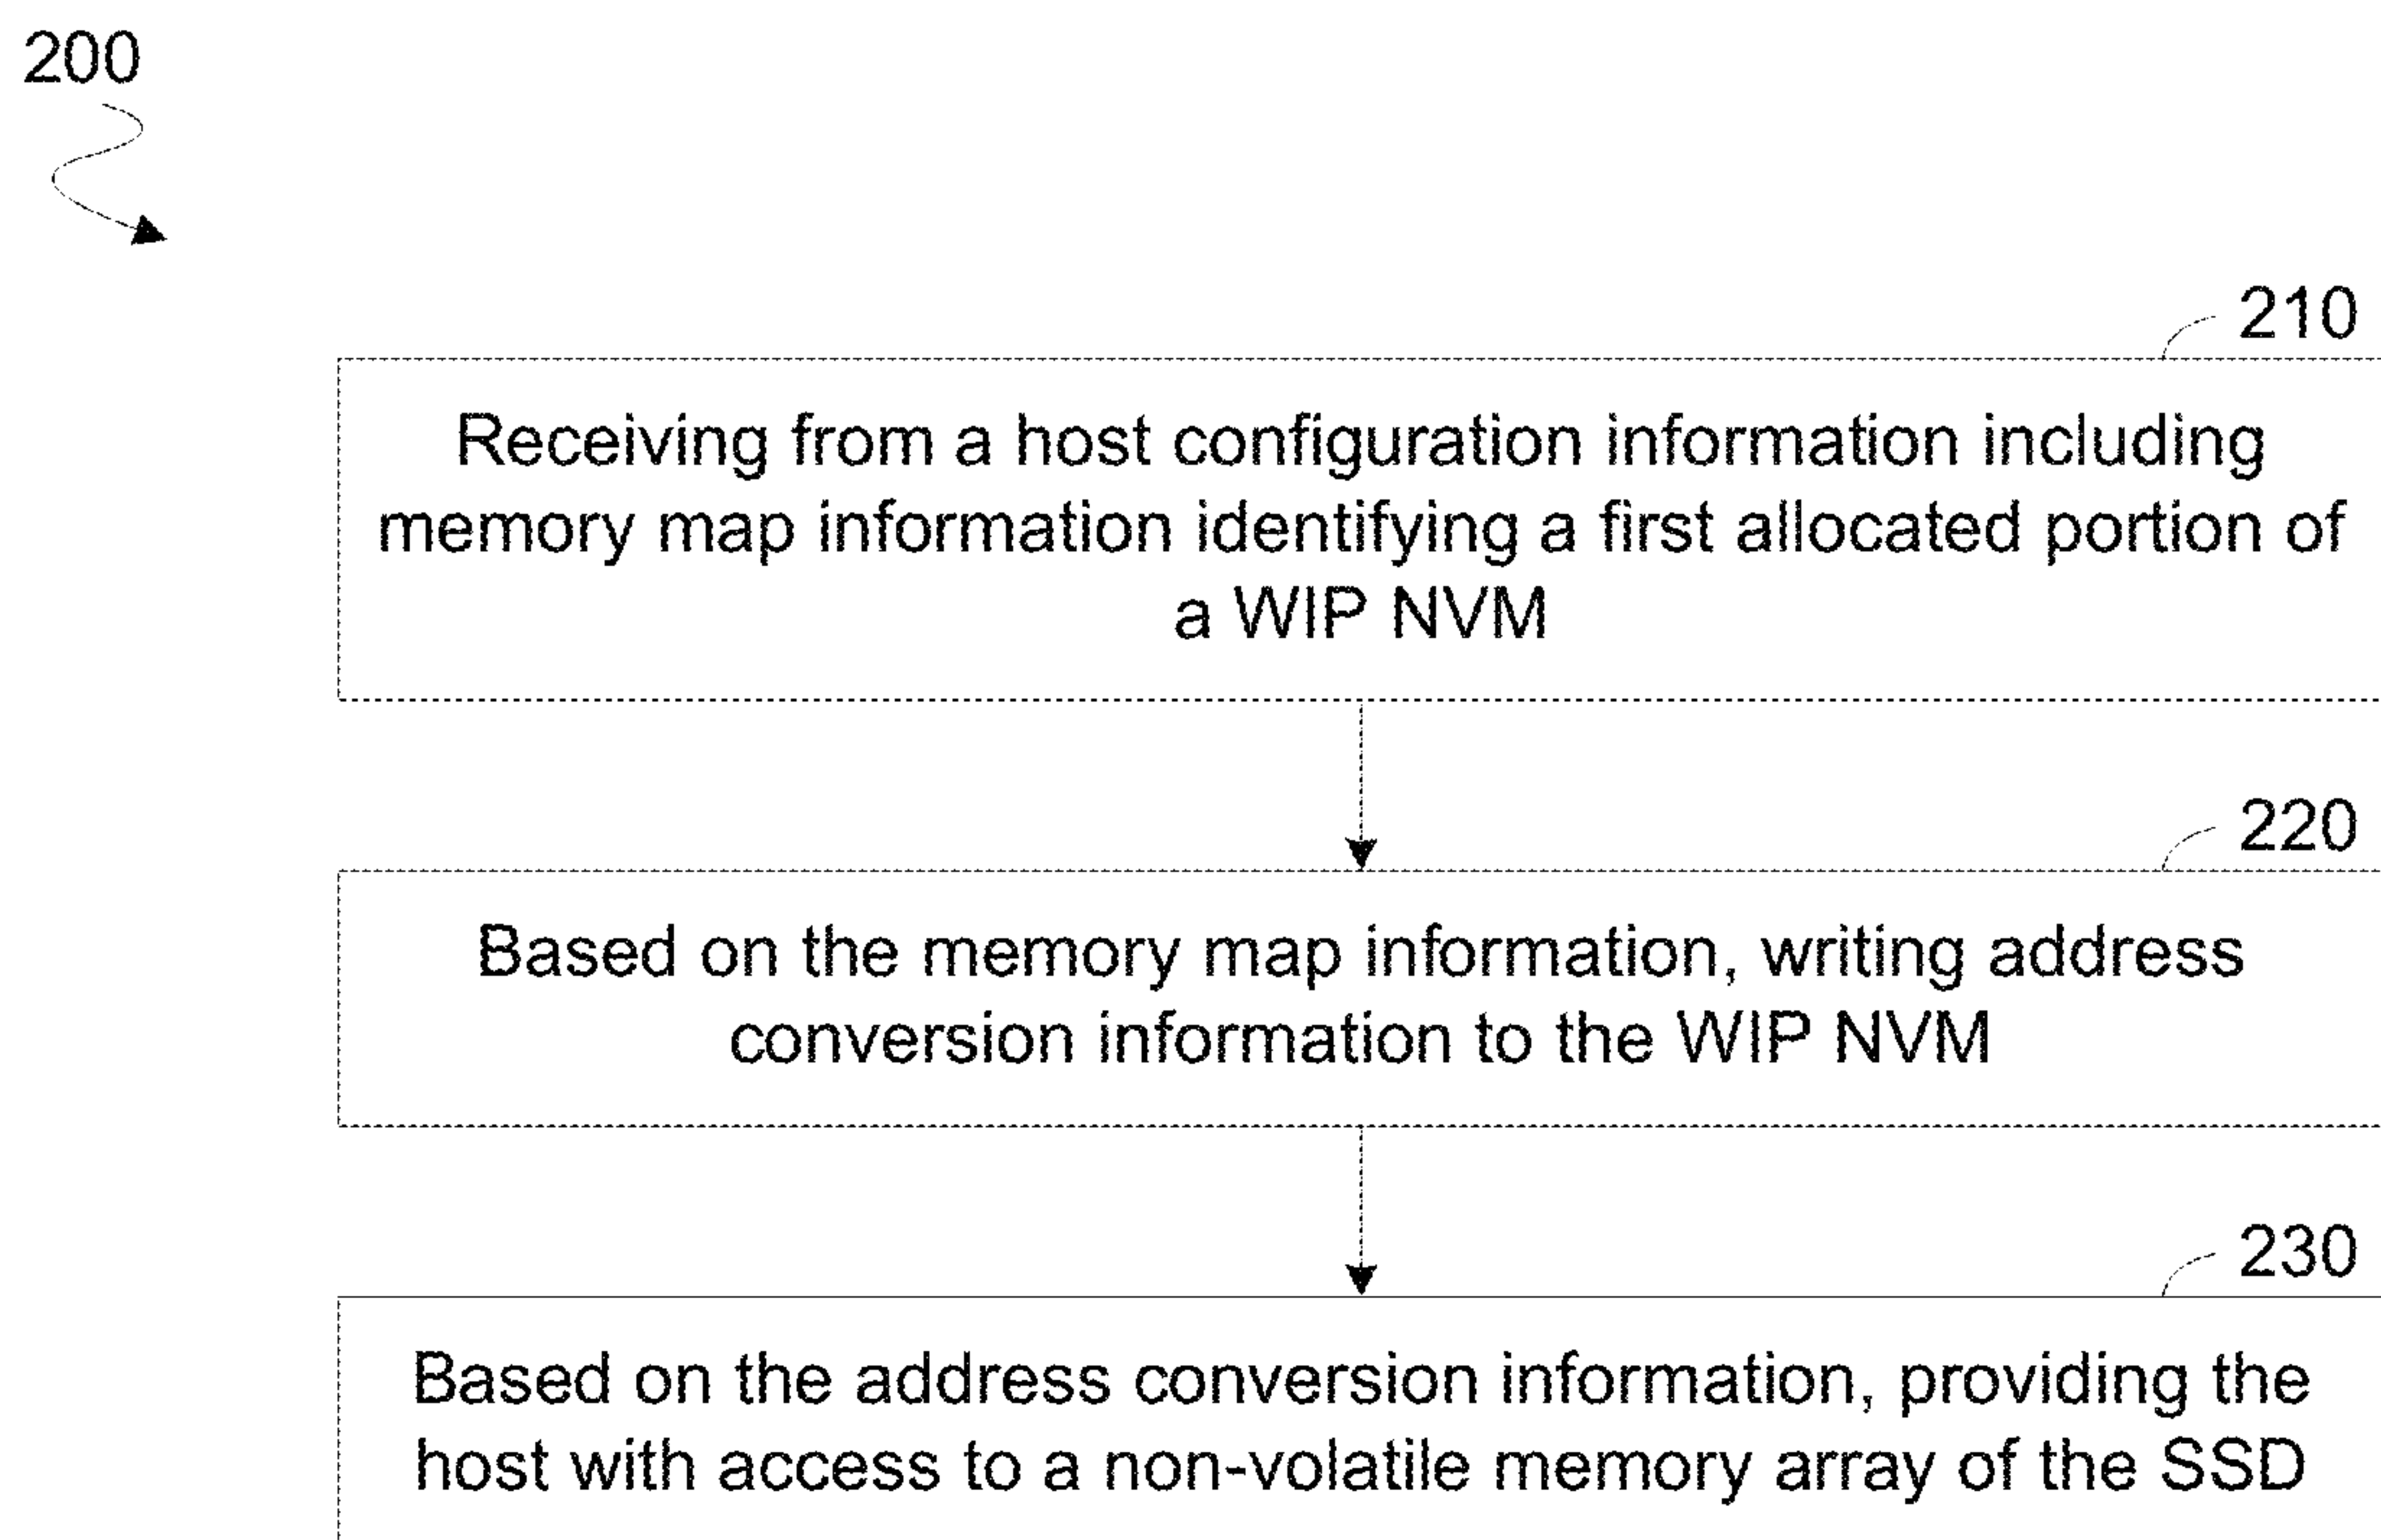 200
210
Receiving from a host configuration information including
memory map information identifying a first allocated portion of
a WIP NVM
220
Based on the memory map information, writing address
conversion information to the WIP NVM
230
Based on the address conversion information, providing the
host with access to a non-volatile memory array of the SSD